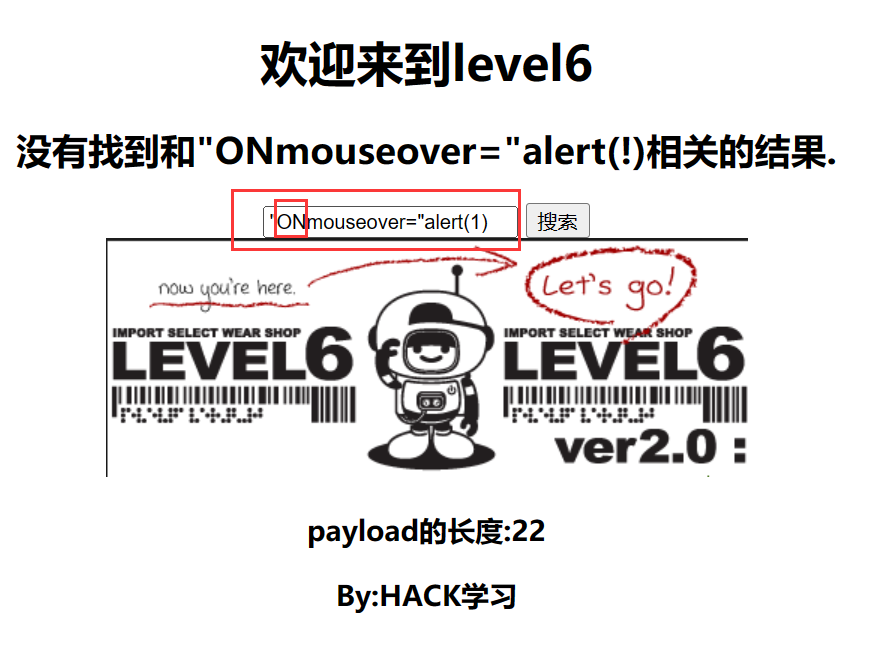 欢迎来到level6
没有找到和"ONmouseover="alert(!)相关的结果.
"ONmouseover="alert(1) 搜索
now you're here. Let's go!
IMPORT SELECT WEAR SHOP IMPORT SELECT WEAR SHOP
LEVEL6 LEVEL6
ver2.0 :
payload的长度:22
By:HACK学习